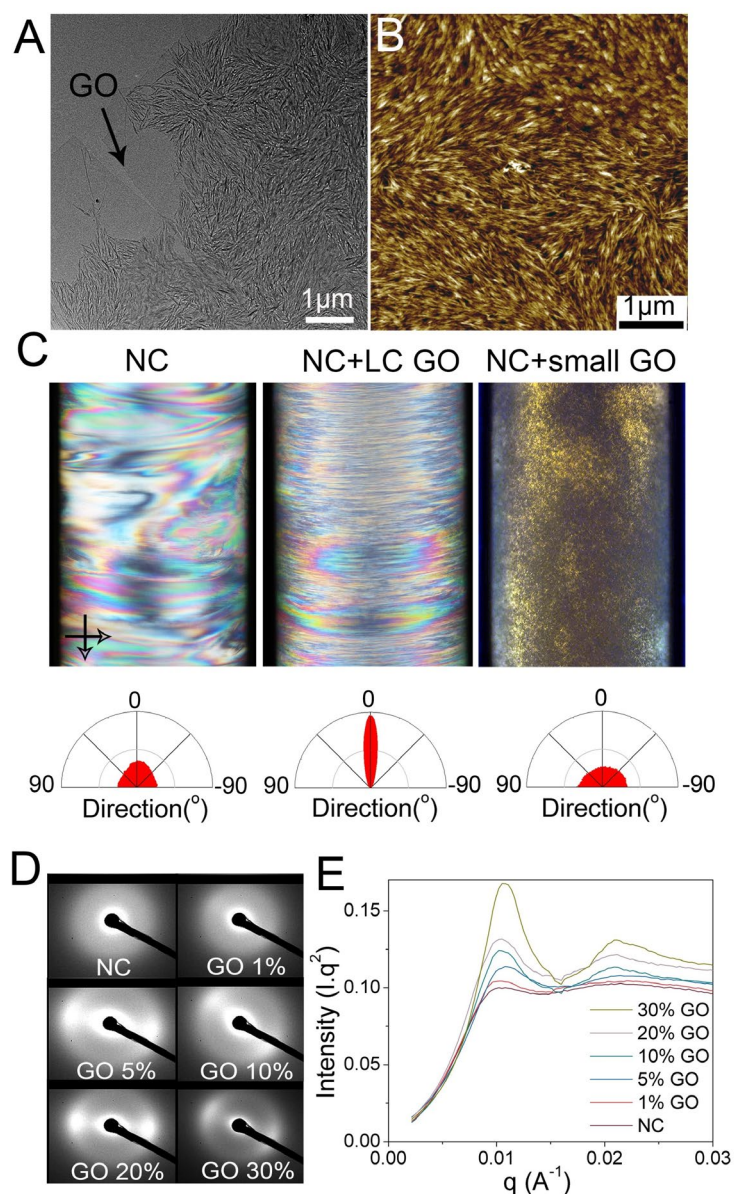 A
B
GO
1μm
1μm
C
NC
NC+LC GO
NC+small GO
0
0
0
90
-90
90
-90
90
-90
Direction(°)
Direction(°)
Direction(°)
D
NC
GO 1%
GO 5%
GO 10%
GO 20%
GO 30%
E
Intensity (I.q²)
0.15
0.10
0.05
0.00
30% GO
20% GO
10% GO
5% GO
1% GO
NC
0.00
0.01
0.02
0.03
q (A⁻¹)